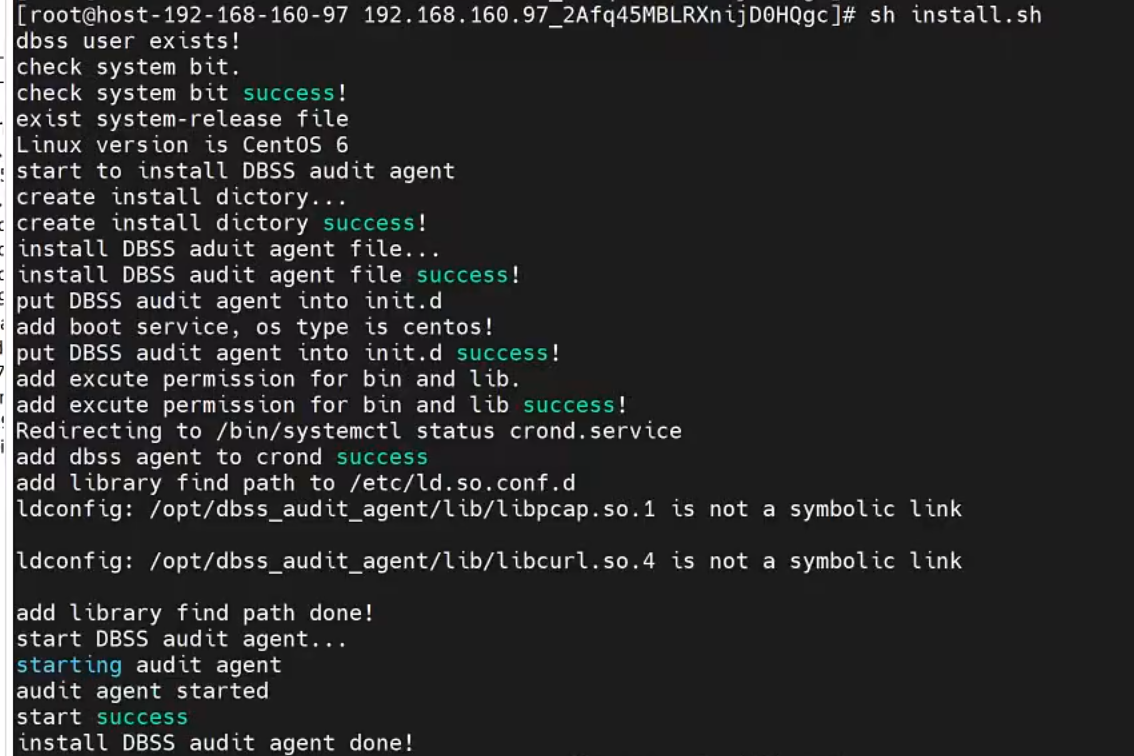 [root@host-192-168-160-97 192.168.160.97_2Afq45MBLRXnijD0HQgc]# sh install.sh
dbss user exists!
check system bit.
check system bit success!
exist system-release file
Linux version is CentOS 6
start to install DBSS audit agent
create install dictory...
create install dictory success!
install DBSS aduit agent file...
install DBSS audit agent file success!
put DBSS audit agent into init.d
add boot service, os type is centos!
put DBSS audit agent into init.d success!
add excute permission for bin and lib.
add excute permission for bin and lib success!
Redirecting to /bin/systemctl status crond.service
add dbss agent to crond success
add library find path to /etc/ld.so.conf.d
ldconfig: /opt/dbss_audit_agent/lib/libpcap.so.1 is not a symbolic link
ldconfig: /opt/dbss_audit_agent/lib/libcurl.so.4 is not a symbolic link
add library find path done!
start DBSS audit agent...
starting audit agent
audit agent started
start success
install DBSS audit agent done!